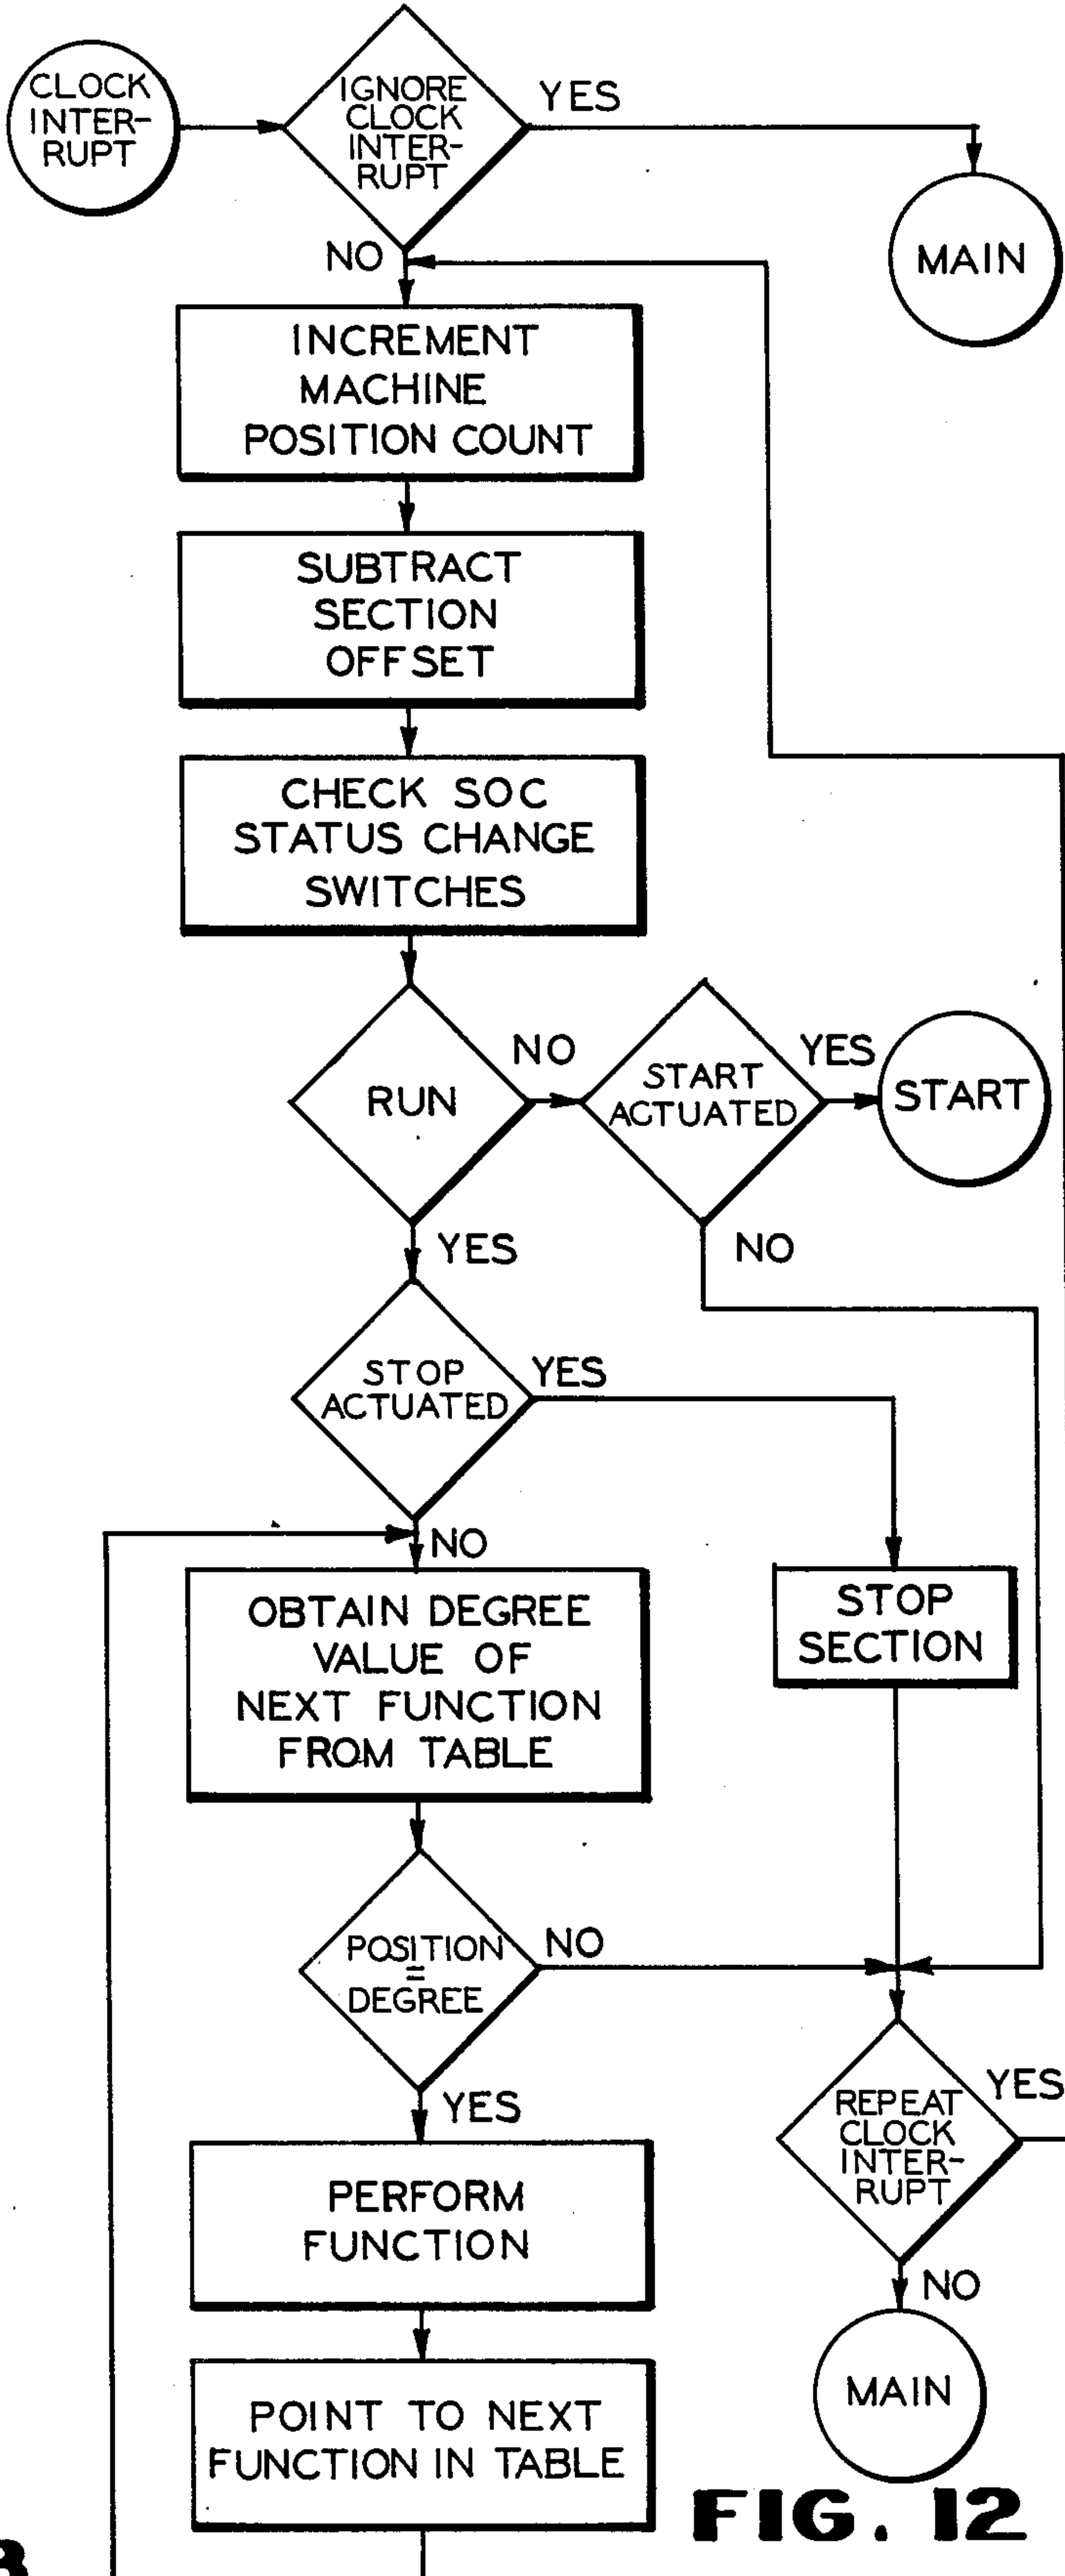 CLOCK
INTER-
RUPT
IGNORE
CLOCK
INTER-
RUPT
YES
MAIN
NO
INCREMENT
MACHINE
POSITION COUNT
SUBTRACT
SECTION
OFFSET
CHECK SOC
STATUS CHANGE
SWITCHES
RUN
NO
START
ACTUATED
YES
START
YES
NO
STOP
ACTUATED
YES
NO
STOP
SECTION
OBTAIN DEGREE
VALUE OF
NEXT FUNCTION
FROM TABLE
POSITION
=
DEGREE
NO
YES
REPEAT
CLOCK
INTER-
RUPT
YES
PERFORM
FUNCTION
NO
MAIN
POINT TO NEXT
FUNCTION IN TABLE
FIG. 12